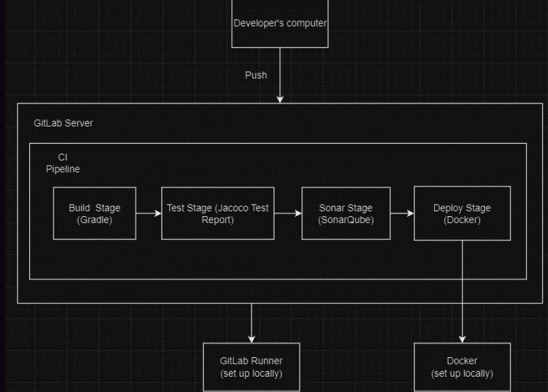 Developer's computer
Push
GitLab Server
CI
Pipeline
Build Stage
(Gradle)
Test Stage (Jacoco Test
Report)
Sonar Stage
(SonarQube)
Deploy Stage
(Docker)
GitLab Runner
(set up locally)
Docker
(set up locally)